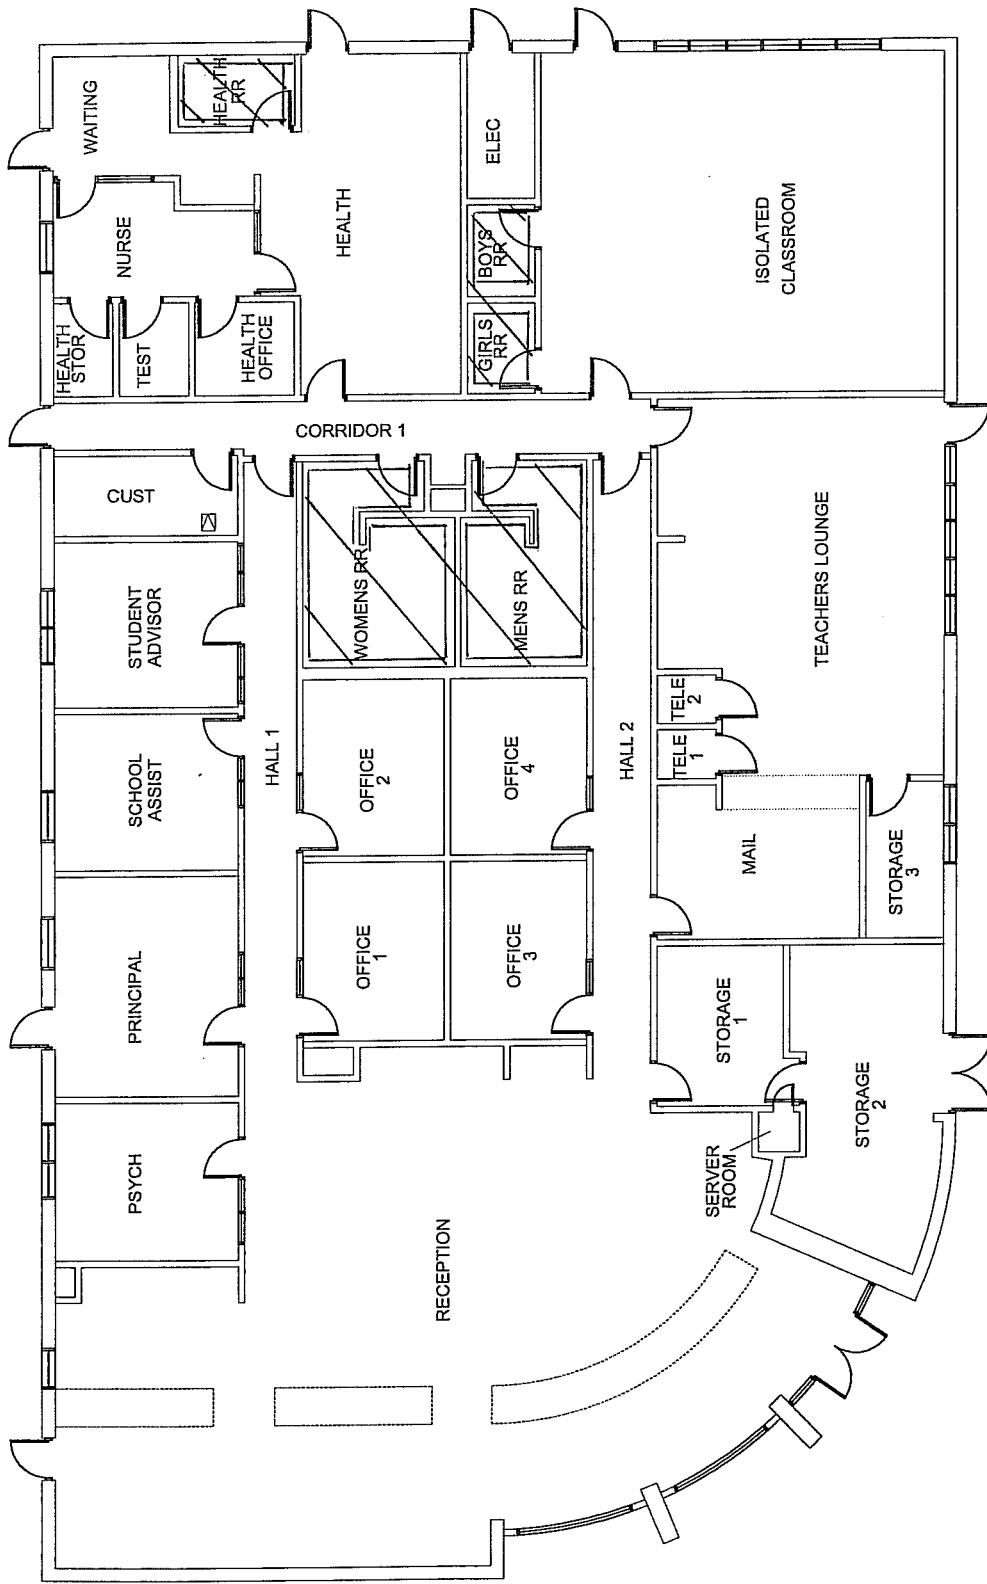 PSYCH
PRINCIPAL
SCHOOL
ASSIST
STUDENT
ADVISOR
CUST
HEALTH
STOR
TEST
HEALTH
OFFICE
NURSE
WAITING
HEALTH
RR
HALL 1
CORRIDOR 1
HEALTH
OFFICE
1
OFFICE
2
WOMENS RR
RECEPTION
OFFICE
3
OFFICE
4
MENS RR
GIRLS
RR
BOYS
RR
ELEC
HALL 2
SERVER
ROOM
STORAGE
1
MAIL
TELE
1
TELE
2
TEACHERS LOUNGE
ISOLATED
CLASSROOM
STORAGE
2
STORAGE
3